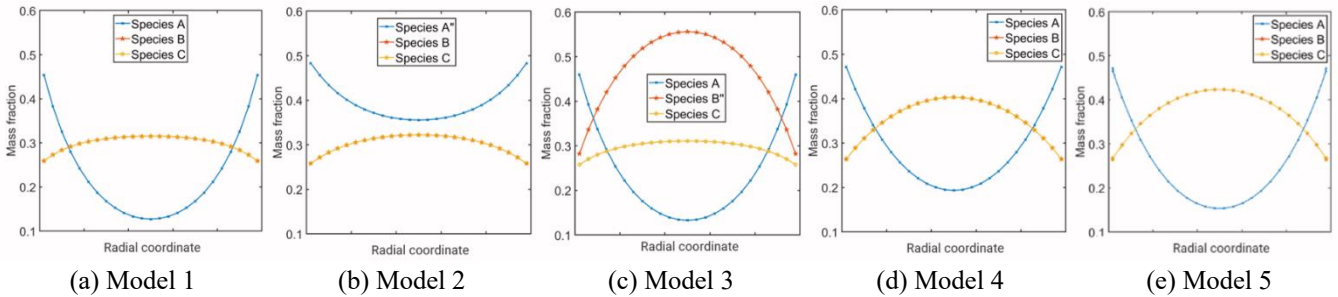 0.6
0.5
0.4
0.3
0.2
0.1
Mass fraction
Species A
Species B
Species C
Radial coordinate
(a) Model 1
0.6
0.5
0.4
0.3
0.2
0.1
Mass fraction
Species A"
Species B
Species C
Radial coordinate
(b) Model 2
0.6
0.5
0.4
0.3
0.2
0.1
Mass fraction
Species A
Species B"
Species C
Radial coordinate
(c) Model 3
0.6
0.5
0.4
0.3
0.2
0.1
Mass fraction
Species A
Species B
Species C
Radial coordinate
(d) Model 4
0.6
0.5
0.4
0.3
0.2
0.1
Mass fraction
Species A
Species B
Species C
Radial coordinate
(e) Model 5